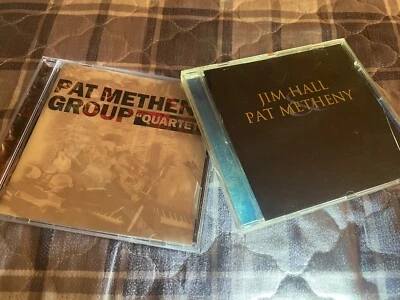 PAT METHEN
GROUP
QUARTET
JIM HALL
PAT METHENY